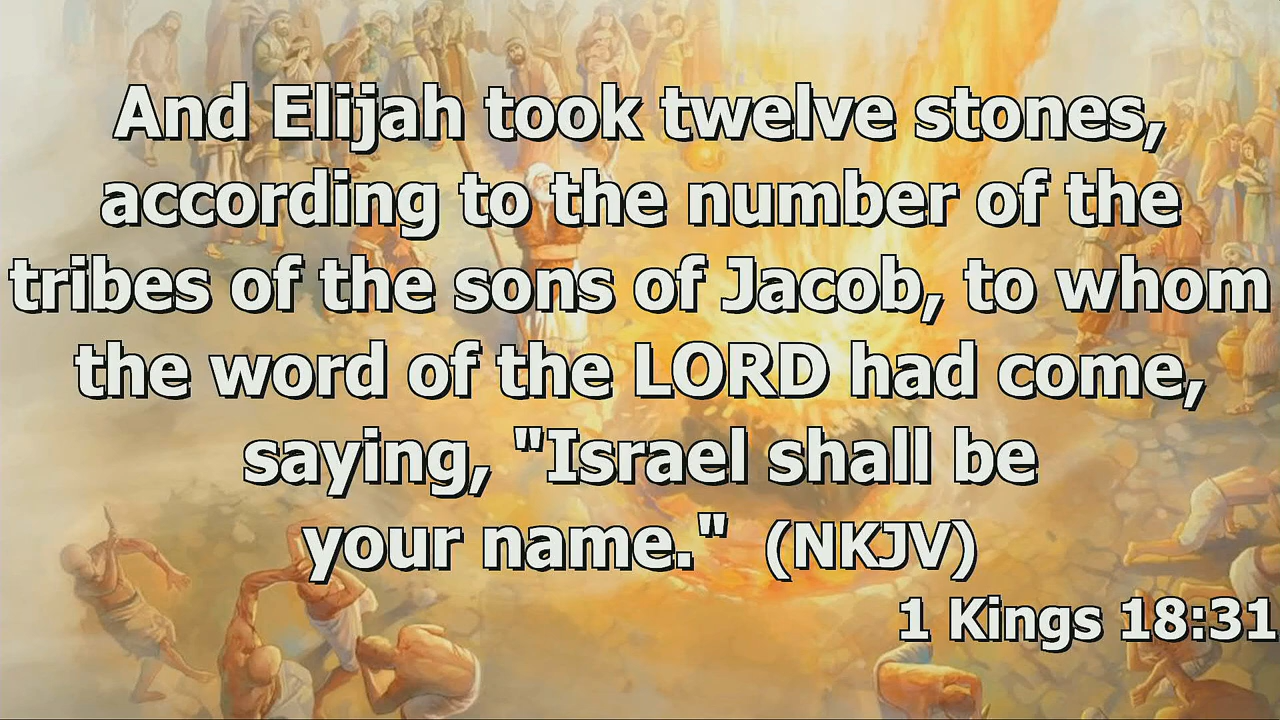 And Elijah took twelve stones,
according to the number of the
tribes of the sons of Jacob, to whom
the word of the LORD had come,
saying, "Israel shall be
your name." (NKJV)
1 Kings 18:31